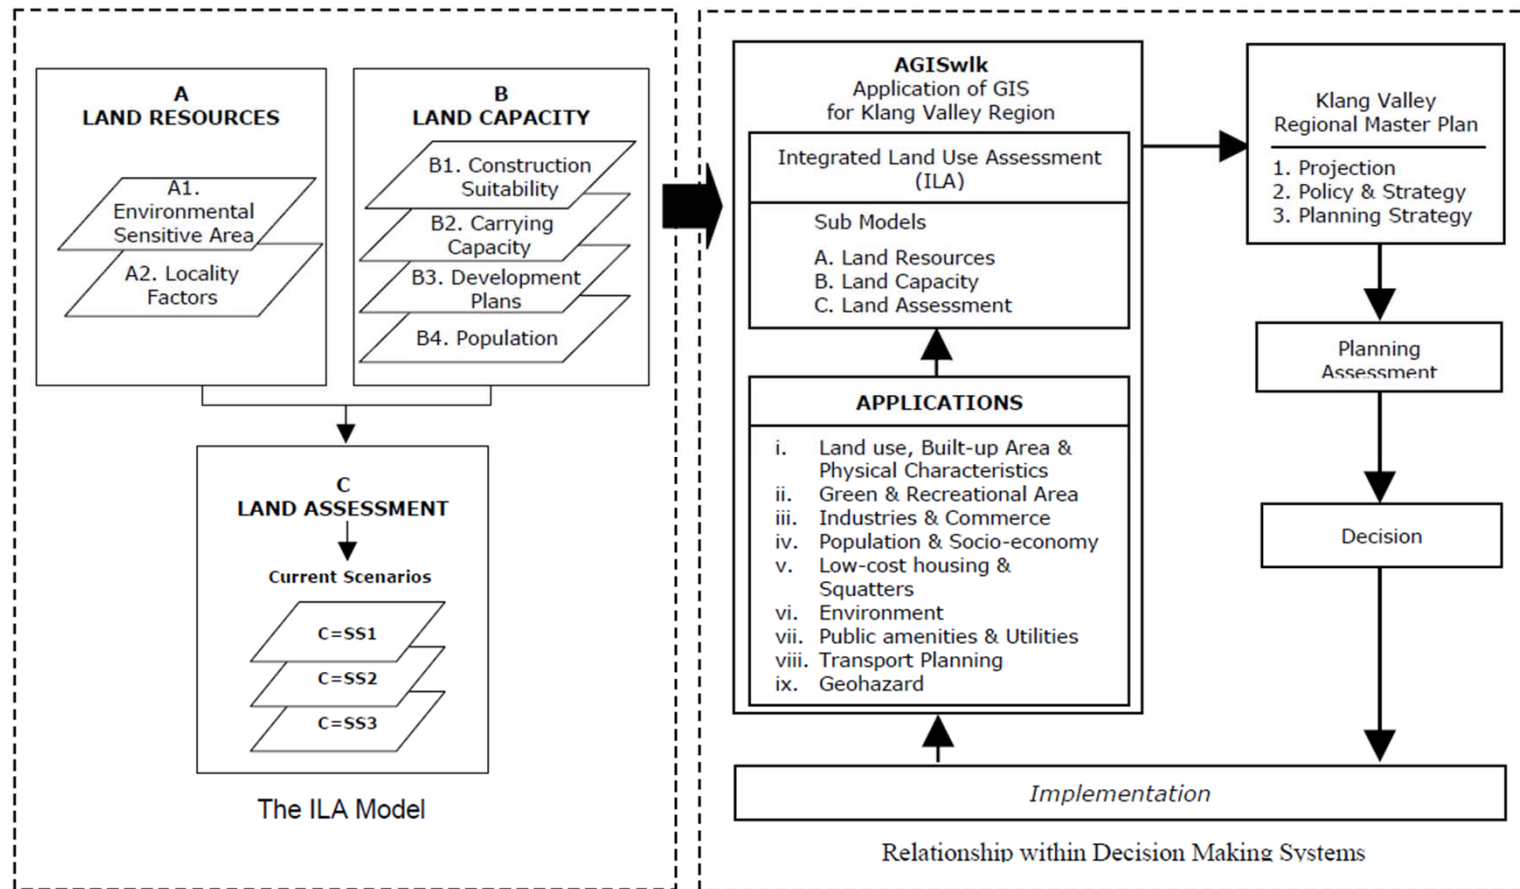 A
LAND RESOURCES
A1.
Environmental
Sensitive Area
A2. Locality
Factors
B
LAND CAPACITY
B1. Construction
Suitability
B2. Carrying
Capacity
B3. Development
Plans
B4. Population
C
LAND ASSESSMENT
Current Scenarios
C=SS1
C=SS2
C=SS3
The ILA Model
AGISwlk
Application of GIS
for Klang Valley Region
Integrated Land Use Assessment
(ILA)
Sub Models
A. Land Resources
B. Land Capacity
C. Land Assessment
APPLICATIONS
i. Land use, Built-up Area &
Physical Characteristics
ii. Green & Recreational Area
iii. Industries & Commerce
iv. Population & Socio-economy
v. Low-cost housing &
Squatters
vi. Environment
vii. Public amenities & Utilities
viii. Transport Planning
ix. Geohazard
Klang Valley
Regional Master Plan
1. Projection
2. Policy & Strategy
3. Planning Strategy
Planning
Assessment
Decision
Implementation
Relationship within Decision Making Systems